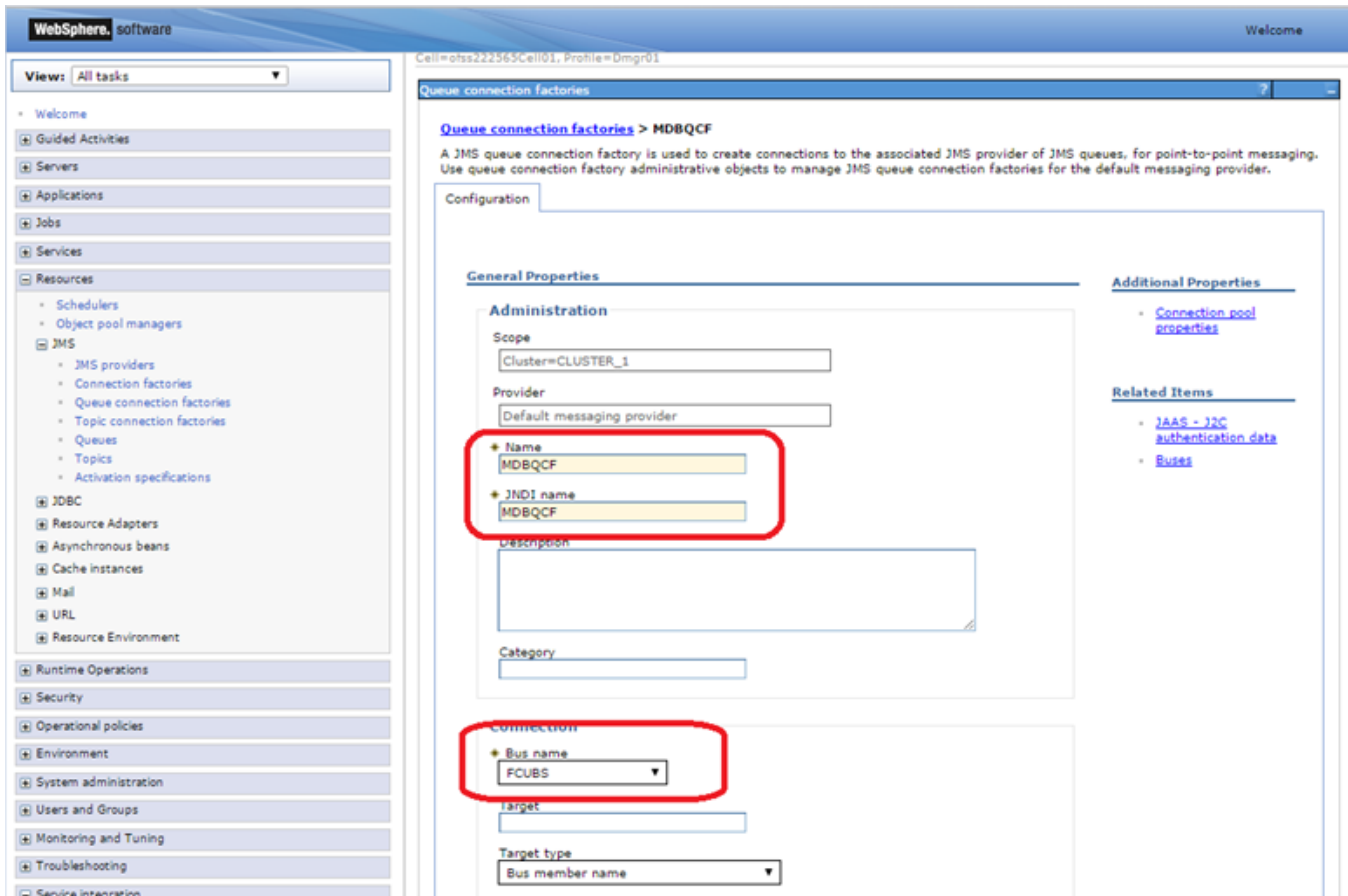 WebSphere. software
Welcome
View: All tasks
Cell=ofss222565Cell01, Profile=Dmgr01
Welcome
Guided Activities
Servers
Applications
Jobs
Services
Resources
Schedulers
Object pool managers
JMS
JMS providers
Connection factories
Queue connection factories
Topic connection factories
Queues
Topics
Activation specifications
JDBC
Resource Adapters
Asynchronous beans
Cache instances
Mail
URL
Resource Environment
Runtime Operations
Security
Operational policies
Environment
System administration
Users and Groups
Monitoring and Tuning
Troubleshooting
Service integration
Queue connection factories ? -
Queue connection factories > MDBQCF
A JMS queue connection factory is used to create connections to the associated JMS provider of JMS queues, for point-to-point messaging.
Use queue connection factory administrative objects to manage JMS queue connection factories for the default messaging provider.
Configuration
General Properties
Administration
Scope
Cluster=CLUSTER_1
Provider
Default messaging provider
Name
MDBQCF
JNDI name
MDBQCF
Description
Category
Connection
Bus name
FCUBS
Target
Target type
Bus member name
Additional Properties
Connection pool
properties
Related Items
JAAS - J2C
authentication data
Buses